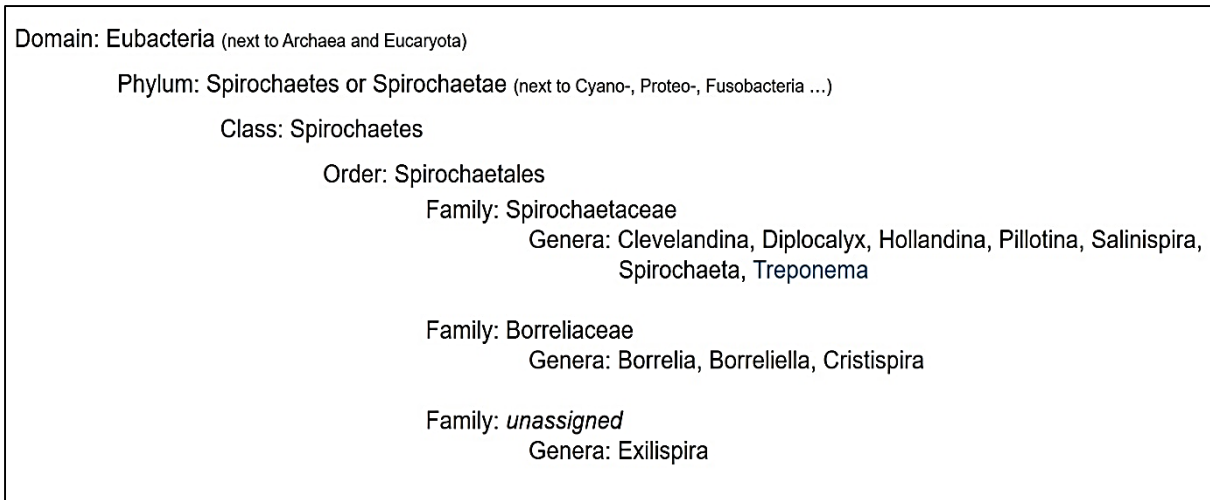 Domain: Eubacteria (next to Archaea and Eucaryota)
Phylum: Spirochaetes or Spirochaetae (next to Cyano-, Proteo-, Fusobacteria ...)
Class: Spirochaetes
Order: Spirochaetales
Family: Spirochaetaceae
Genera: Clevelandina, Diplocalyx, Hollandina, Pillotina, Salinispira,
Spirochaeta, Treponema
Family: Borreliaceae
Genera: Borrelia, Borreliella, Cristispira
Family: unassigned
Genera: Exilispira